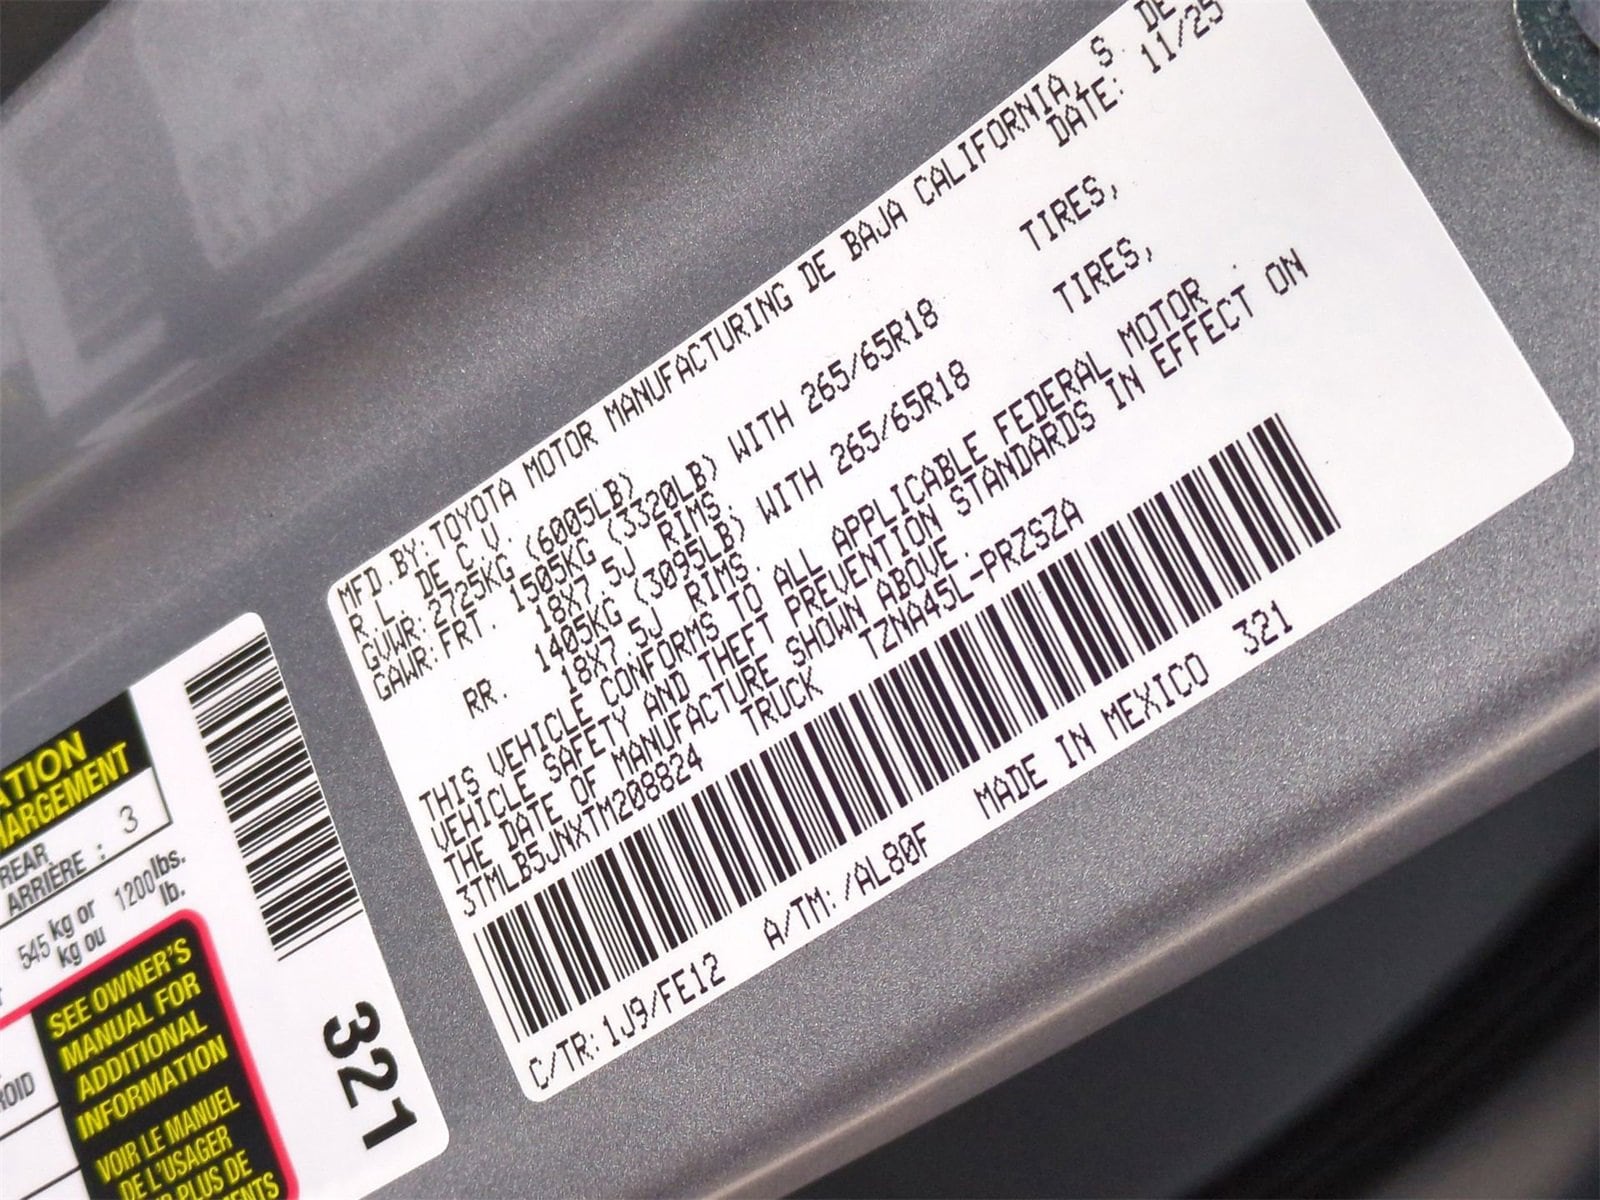 MFD.BY:TOYOTA MOTOR MANUFACTURING DE BAJA CALIFORNIA, S. DE
R.L. DE C.V. DATE: 11/25
GVWR:2725KG (6005LB)
GAWR:FRT. 1505KG (3320LB) WITH 265/65R18 TIRES,
18X7.5J RIMS.
RR. 1405KG (3095LB) WITH 265/65R18 TIRES,
18X7.5J RIMS.
THIS VEHICLE CONFORMS TO ALL APPLICABLE FEDERAL MOTOR
VEHICLE SAFETY AND THEFT PREVENTION STANDARDS IN EFFECT ON
THE DATE OF MANUFACTURE SHOWN ABOVE.
3TMLB5JNXTM208824 TRUCK TZNA45L-PRZSZA
C/TR:1J9/FE12 A/TM:/AL80F MADE IN MEXICO 321
ATION
HARGEMENT
REAR
ARRIÈRE : 3
545 kg or 1200lbs.
kg ou lb.
SEE OWNER'S
MANUAL FOR
ADDITIONAL
INFORMATION
VOIR LE MANUEL
DE L'USAGER
PLUS DE
321